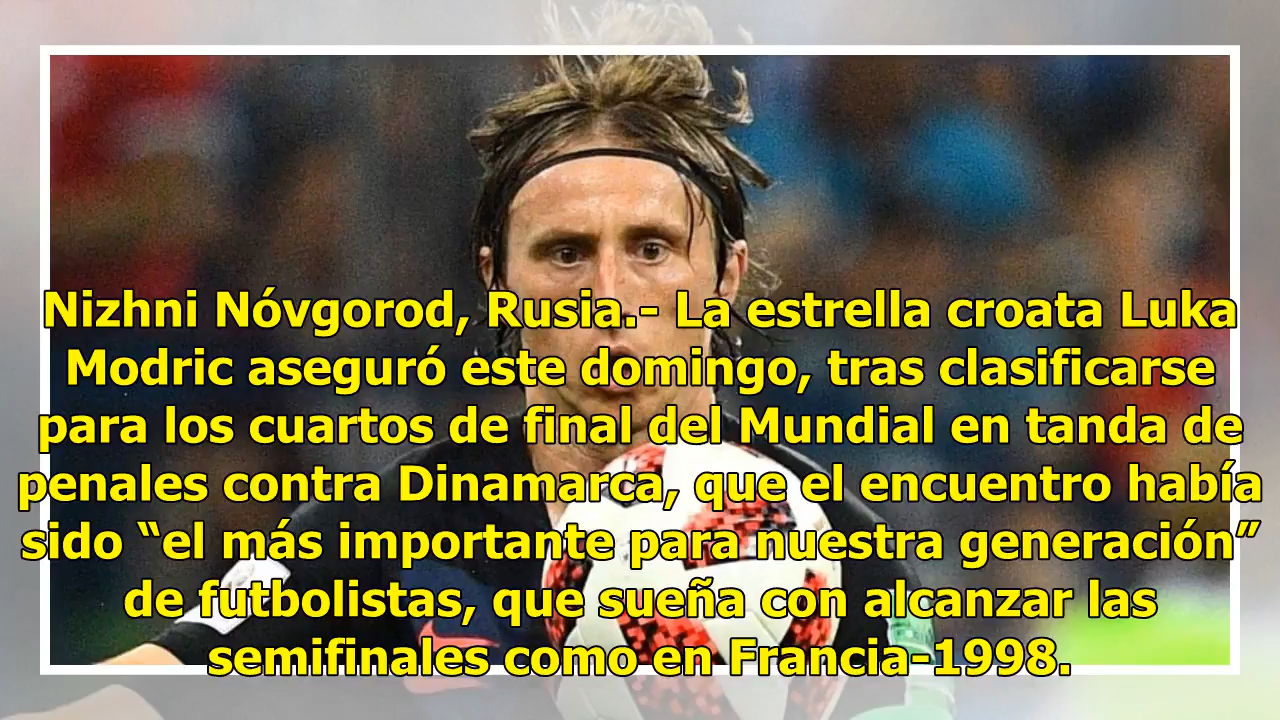 Nizhni Nóvgorod, Rusia.- La estrella croata Luka
Modric aseguró este domingo, tras clasificarse
para los cuartos de final del Mundial en tanda de
penales contra Dinamarca, que el encuentro había
sido “el más importante para nuestra generación”
de futbolistas, que sueña con alcanzar las
semifinales como en Francia-1998.